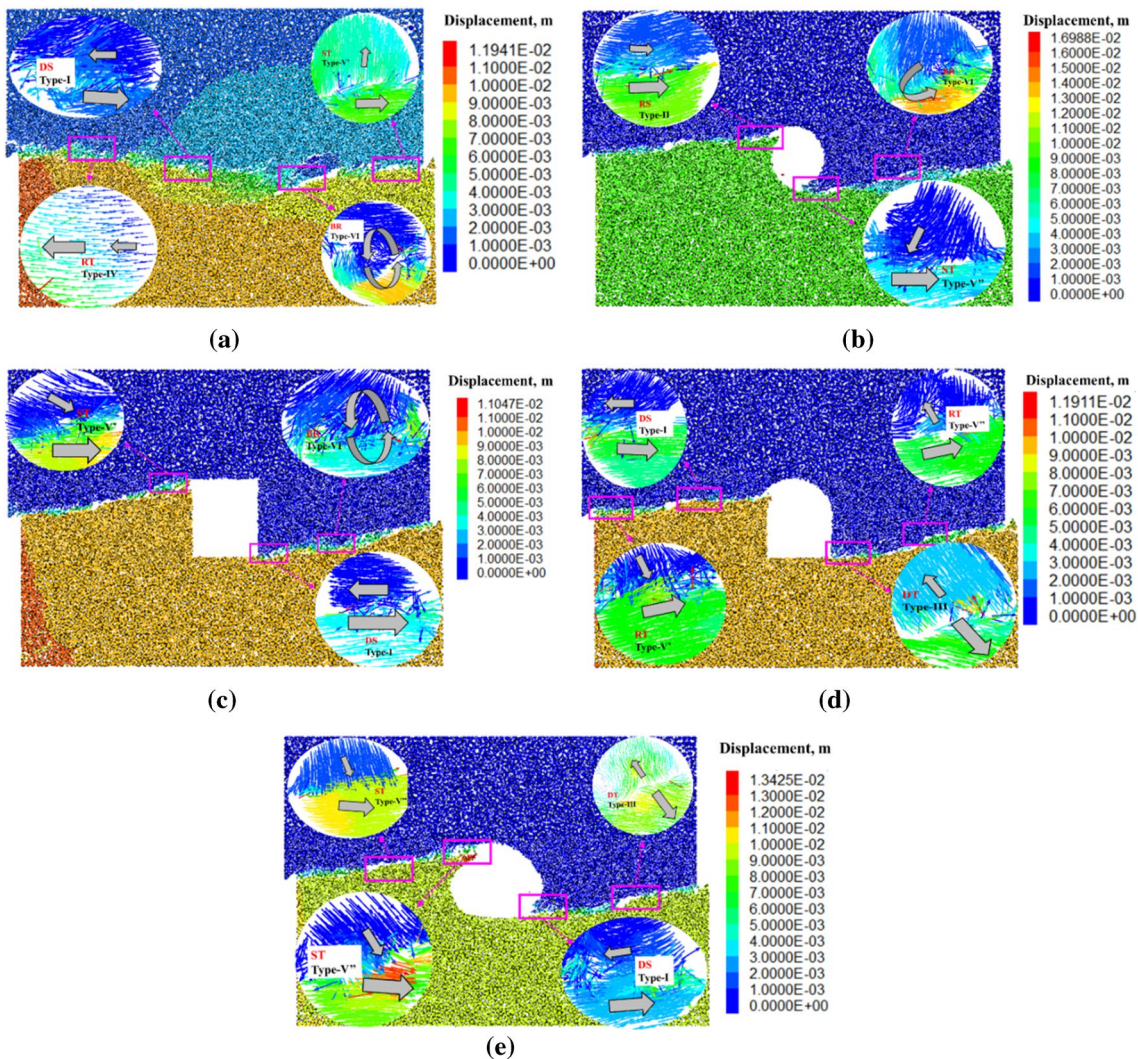 Displacement, m
1.1941E-02
1.1000E-02
1.0000E-02
9.0000E-03
8.0000E-03
7.0000E-03
6.0000E-03
5.0000E-03
4.0000E-03
3.0000E-03
2.0000E-03
1.0000E-03
0.0000E+00
DS
Type-I
ST
Type-V'
RT
Type-IV
BR
Type-VI
(a)
Displacement, m
1.6988E-02
1.6000E-02
1.5000E-02
1.4000E-02
1.3000E-02
1.2000E-02
1.1000E-02
1.0000E-02
9.0000E-03
8.0000E-03
7.0000E-03
6.0000E-03
5.0000E-03
4.0000E-03
3.0000E-03
2.0000E-03
1.0000E-03
0.0000E+00
RS
Type-II
Type-VI
ST
Type-V"
(b)
Displacement, m
1.1047E-02
1.1000E-02
1.0000E-02
9.0000E-03
8.0000E-03
7.0000E-03
6.0000E-03
5.0000E-03
4.0000E-03
3.0000E-03
2.0000E-03
1.0000E-03
0.0000E+00
ST
BR
Type-VI
DS
Type-I
(c)
Displacement, m
1.1911E-02
1.1000E-02
1.0000E-02
9.0000E-03
8.0000E-03
7.0000E-03
6.0000E-03
5.0000E-03
4.0000E-03
3.0000E-03
2.0000E-03
1.0000E-03
0.0000E+00
DS
Type-I
RT
Type-V"
RT
Type-V'
DT
Type-III
(d)
Displacement, m
1.3425E-02
1.3000E-02
1.2000E-02
1.1000E-02
1.0000E-02
9.0000E-03
8.0000E-03
7.0000E-03
6.0000E-03
5.0000E-03
4.0000E-03
3.0000E-03
2.0000E-03
1.0000E-03
0.0000E+00
ST
Type-V"
DT
Type-III
ST
Type-V"
DS
Type-I
(e)